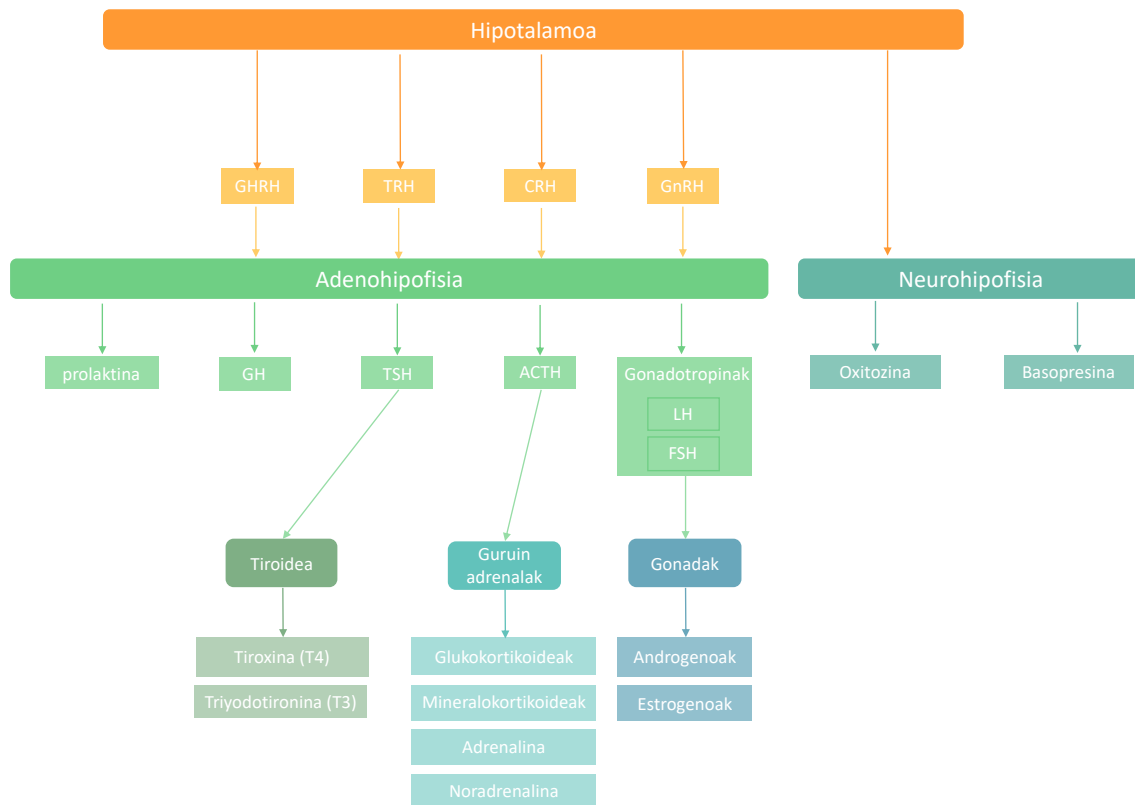 Hipotalamoa
GHRH
TRH
CRH
GnRH
Adenohipofisia
Neurohipofisia
prolaktina
GH
TSH
ACTH
Gonadotropinak
LH
FSH
Oxitozina
Basopresina
Tiroidea
Guruin
adrenalak
Gonadak
Tiroxina (T4)
Triyodotironina (T3)
Glukokortikoideak
Mineralokortikoideak
Adrenalina
Noradrenalina
Androgenoak
Estrogenoak